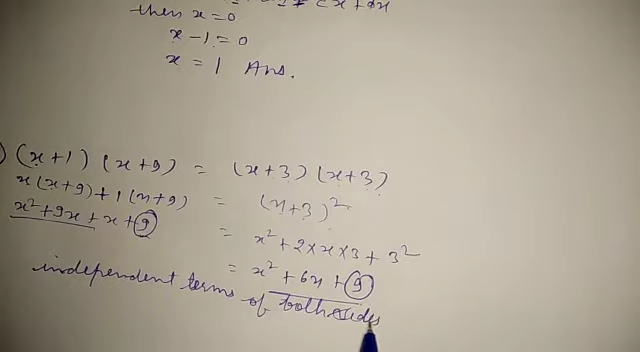 then x = 0
x - 1 = 0
x = 1 Ans.
) (x+1) (x+9) = (x+3) (x+3)
x(x+9) + 1(x+9) = (x+3)²
x² + 9x + x + 9 = x² + 2×x×3 + 3²
= x² + 6x + 9
independent terms of both sides